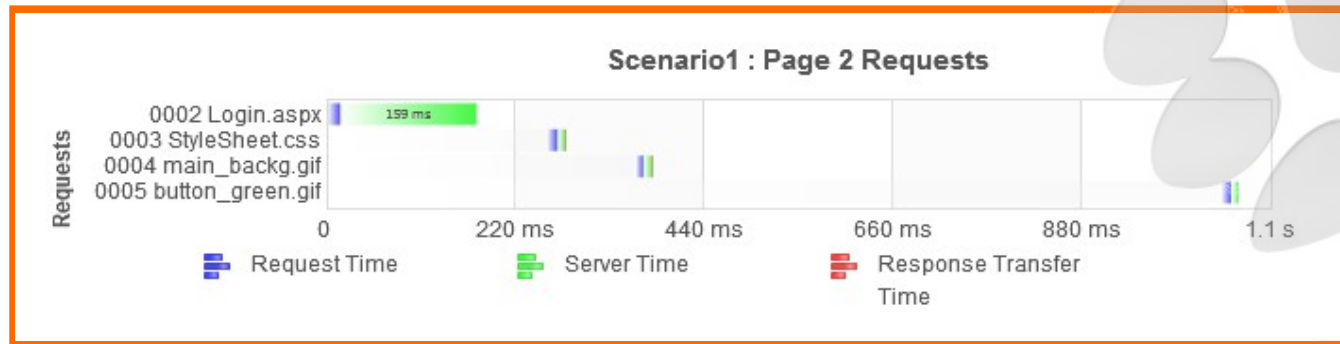 Scenario1 : Page 2 Requests
Requests
0002 Login.aspx
159 ms
0003 StyleSheet.css
0004 main_backg.gif
0005 button_green.gif
0 220 ms 440 ms 660 ms 880 ms 1.1 s
Request Time Server Time Response Transfer
Time